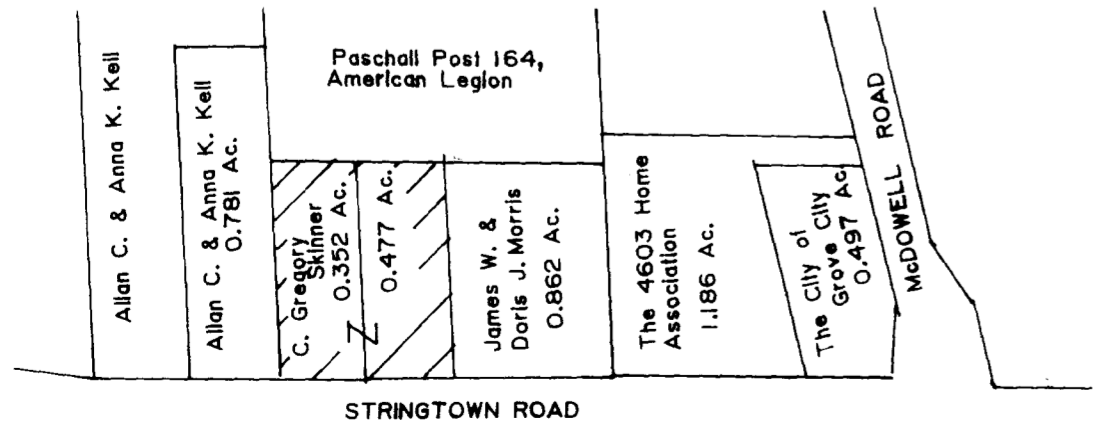 Allan C. & Anna K. Keil
Allan C. & Anna K. Keil
0.781 Ac.
Paschall Post 164,
American Legion
C. Gregory
Skinner
0.352 Ac.
0.477 Ac.
James W. &
Doris J. Morris
0.862 Ac.
The 4603 Home
Association
1.186 Ac.
The City of
Grove City
0.497 Ac.
McDOWELL ROAD
STRINGTOWN ROAD